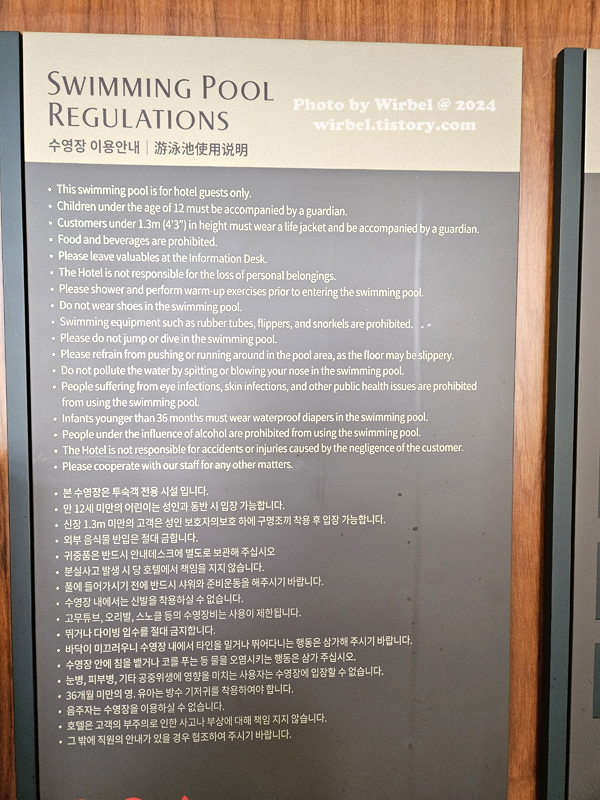 SWIMMING POOL
REGULATIONS
수영장 이용안내 | 游泳池使用说明
Photo by Wirbel @ 2024
wirbel.tistory.com
• This swimming pool is for hotel guests only.
• Children under the age of 12 must be accompanied by a guardian.
• Customers under 1.3m (4'3") in height must wear a life jacket and be accompanied by a guardian.
• Food and beverages are prohibited.
• Please leave valuables at the Information Desk.
• The Hotel is not responsible for the loss of personal belongings.
• Please shower and perform warm-up exercises prior to entering the swimming pool.
• Do not wear shoes in the swimming pool.
• Swimming equipment such as rubber tubes, flippers, and snorkels are prohibited.
• Please do not jump or dive in the swimming pool.
• Please refrain from pushing or running around in the pool area, as the floor may be slippery.
• Do not pollute the water by spitting or blowing your nose in the swimming pool.
• People suffering from eye infections, skin infections, and other public health issues are prohibited
from using the swimming pool.
• Infants younger than 36 months must wear waterproof diapers in the swimming pool.
• People under the influence of alcohol are prohibited from using the swimming pool.
• The Hotel is not responsible for accidents or injuries caused by the negligence of the customer.
• Please cooperate with our staff for any other matters.
• 본 수영장은 투숙객 전용 시설 입니다.
• 만 12세 미만의 어린이는 성인과 동반 시 입장 가능합니다.
• 신장 1.3m 미만의 고객은 성인 보호자의보호 하에 구명조끼 착용 후 입장 가능합니다.
• 외부 음식물 반입은 절대 금합니다.
• 귀중품은 반드시 안내데스크에 별도로 보관해 주십시오
• 분실사고 발생 시 당 호텔에서 책임을 지지 않습니다.
• 풀에 들어가시기 전에 반드시 샤워와 준비운동을 해주시기 바랍니다.
• 수영장 내에서는 신발을 착용하실 수 없습니다.
• 고무튜브, 오리발, 스노클 등의 수영장비는 사용이 제한됩니다.
• 뛰거나 다이빙 입수를 절대 금지합니다.
• 바닥이 미끄러우니 수영장 내에서 타인을 밀거나 뛰어다니는 행동은 삼가해 주시기 바랍니다.
• 수영장 안에 침을 뱉거나 코를 푸는 등 물을 오염시키는 행동은 삼가 주십시오.
• 눈병, 피부병, 기타 공중위생에 영향을 미치는 사용자는 수영장에 입장할 수 없습니다.
• 36개월 미만의 영. 유아는 방수 기저귀를 착용하여야 합니다.
• 음주자는 수영장을 이용하실 수 없습니다.
• 호텔은 고객의 부주의로 인한 사고나 부상에 대해 책임 지지 않습니다.
• 그 밖에 직원의 안내가 있을 경우 협조하여 주시기 바랍니다.